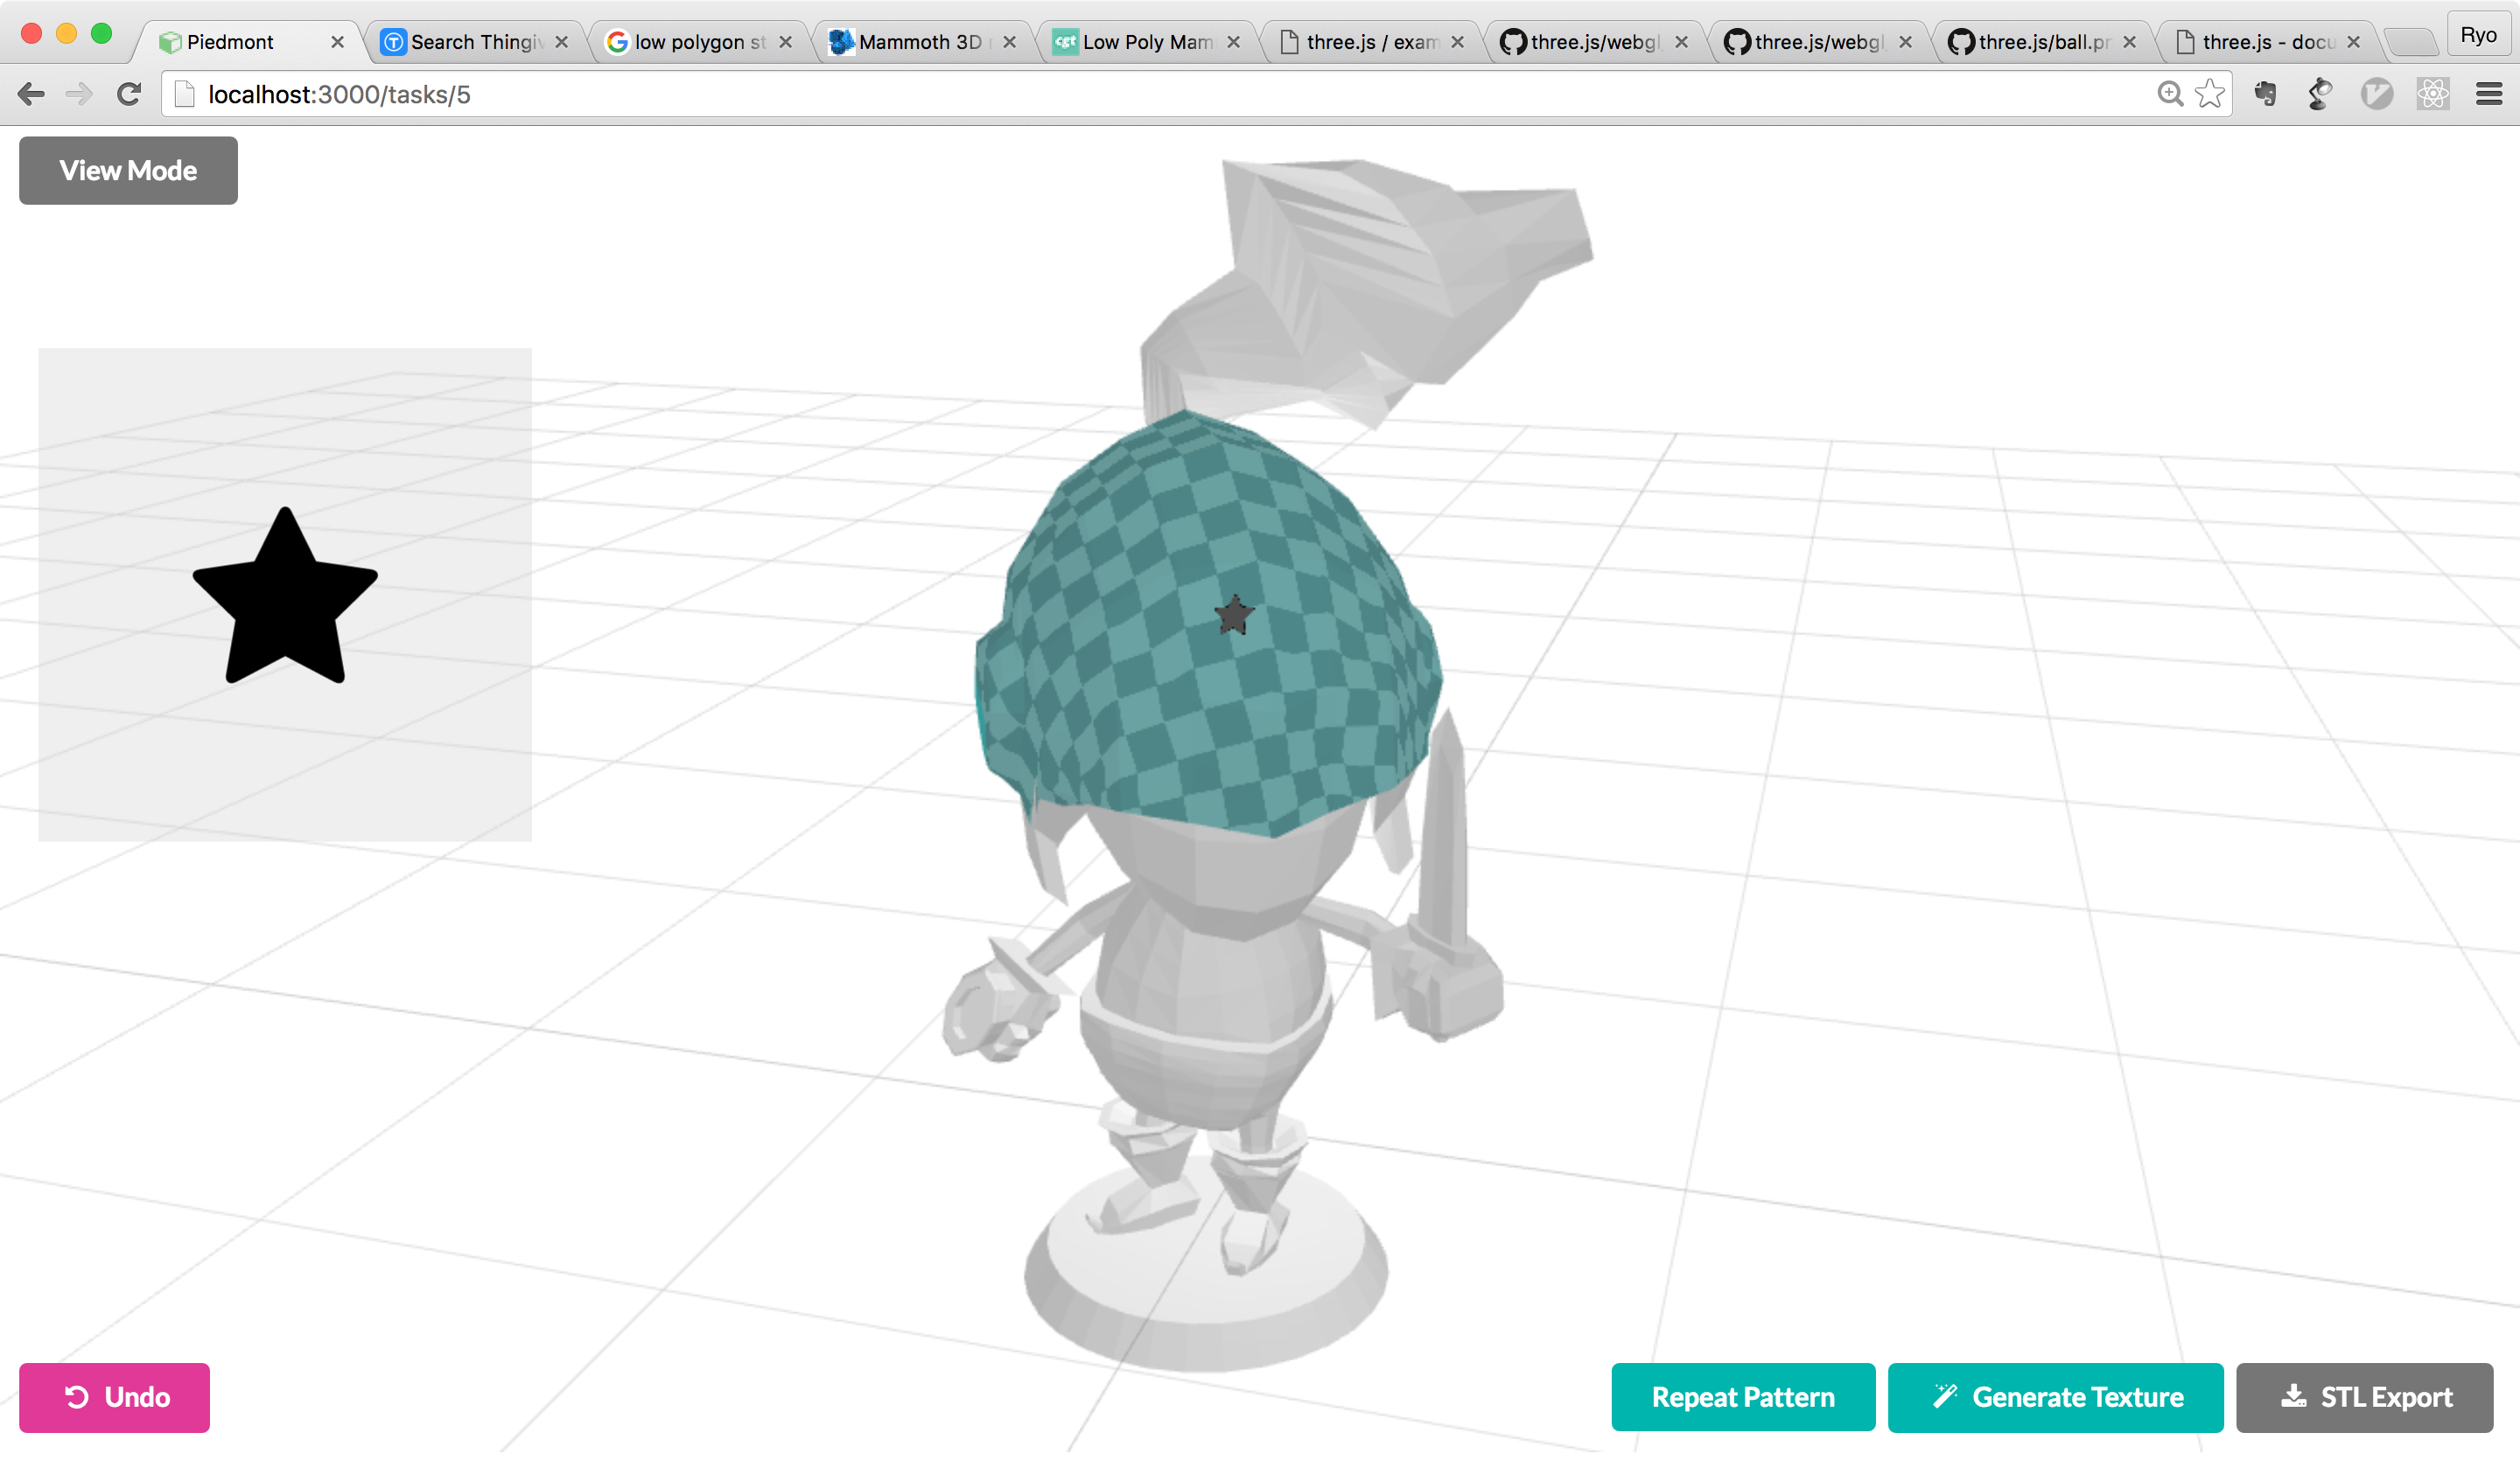 Piedmont
Search Thingiv
low polygon st
Mammoth 3D
cgt
Low Poly Mam
three.js / exam
three.js/webgl
three.js/webgl
three.js/ball.pr
three.js - docu
Ryo
localhost:3000/tasks/5
View Mode
Undo
Repeat Pattern
Generate Texture
STL Export